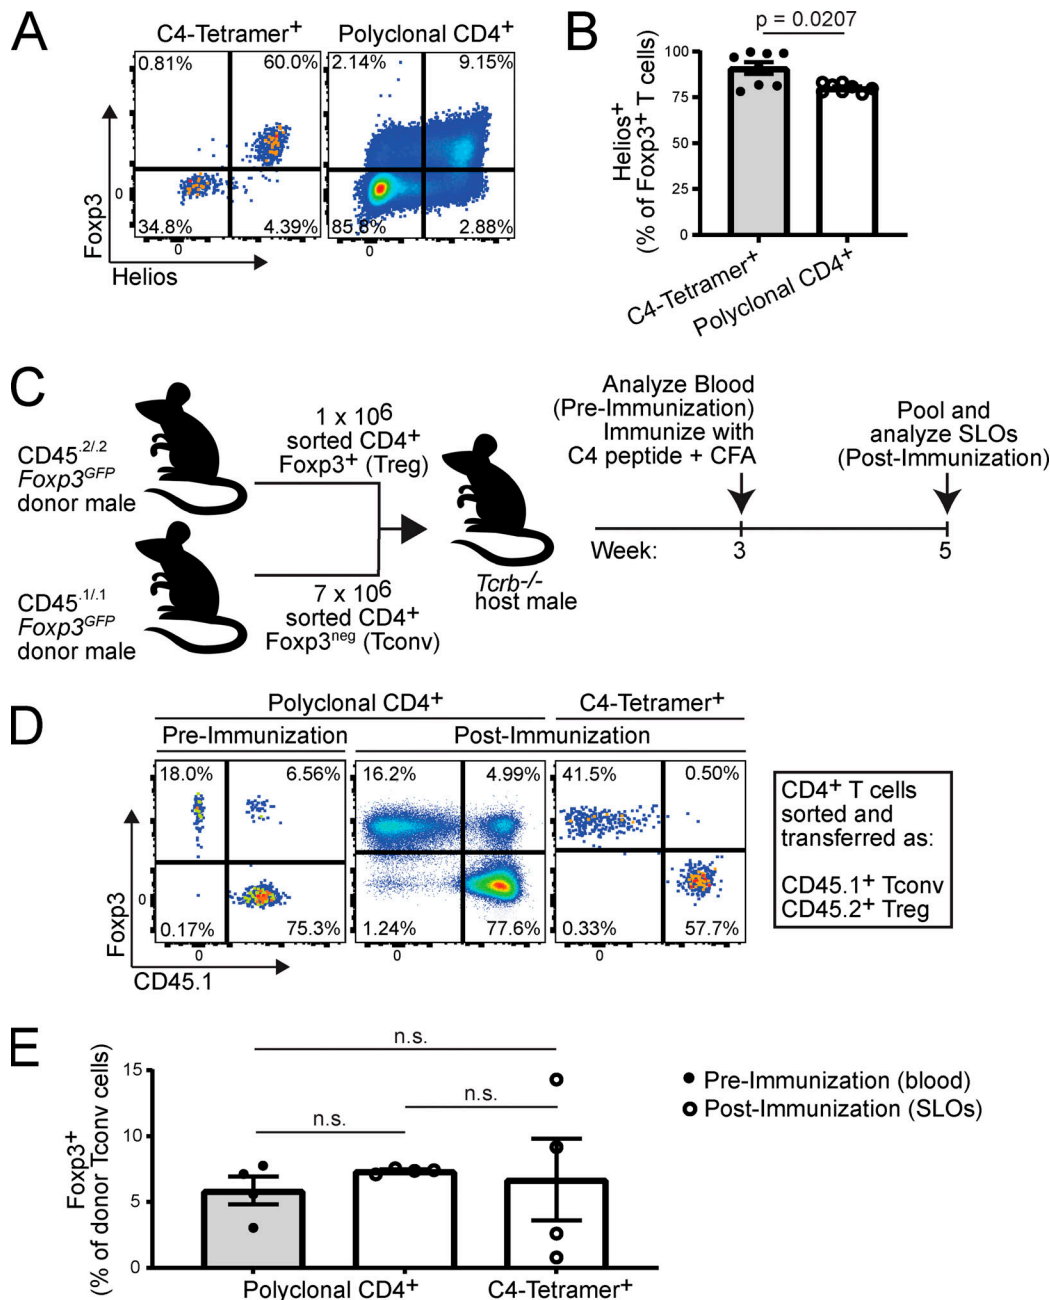 A
C4-Tetramer+
Polyclonal CD4+
0.81%
60.0%
2.14%
9.15%
34.8%
4.39%
85.8%
2.88%
0
0
0
Foxp3
Helios
B
p = 0.0207
100
75
50
25
0
Helios+
(% of Foxp3+ T cells)
C4-Tetramer+
Polyclonal CD4+
C
CD45.2/.2
Foxp3GFP
donor male
1 x 106
sorted CD4+
Foxp3+ (Treg)
CD45.1/.1
Foxp3GFP
donor male
7 x 106
sorted CD4+
Foxp3neg (Tconv)
Tcrb-/-
host male
Analyze Blood
(Pre-Immunization)
Immunize with
C4 peptide + CFA
Pool and
analyze SLOs
(Post-Immunization)
Week:
3
5
D
Polyclonal CD4+
C4-Tetramer+
Pre-Immunization
Post-Immunization
18.0%
6.56%
16.2%
4.99%
41.5%
0.50%
0.17%
75.3%
1.24%
77.6%
0.33%
57.7%
0
0
0
0
Foxp3
CD45.1
CD4+ T cells
sorted and
transferred as:
CD45.1+ Tconv
CD45.2+ Treg
E
n.s.
n.s.
n.s.
15
10
5
0
Foxp3+
(% of donor Tconv cells)
Polyclonal CD4+
C4-Tetramer+
Pre-Immunization (blood)
Post-Immunization (SLOs)